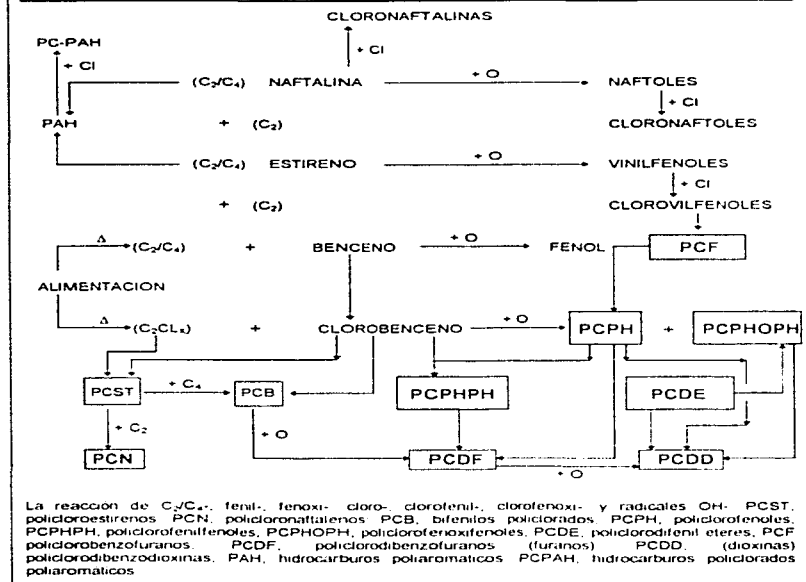 CLORONAFTALINAS
PC-PAH
+ Cl
+ Cl
(C₂/C₄) NAFTALINA + O NAFTOLES
+ Cl
PAH + (C₂) CLORONAFTOLES
(C₂/C₄) ESTIRENO + O VINILFENOLES
+ Cl
+ (C₂) CLOROVILFENOLES
Δ (C₂/C₄) + BENCENO + O FENOL PCF
ALIMENTACION
Δ (C₂CLₓ) + CLOROBENCENO + O PCPH + PCPHOPH
PCST + C₄ PCB PCPHPH PCDE
+ C₂ + O
PCN PCDF + O PCDD
La reacción de C₂/C₄-, fenil-, fenoxi- cloro-, clorofenil-, clorofenoxi- y radicales OH- PCST,
policloroestirenos PCN, policloronaftalenos PCB, bifenilos policlorados, PCPH, policlorofenoles,
PCPHPH, policlorofenilfenoles, PCPHOPH, policlorofenoxifenoles, PCDE, policlorodifenil eteres, PCF
policlorobenzofuranos. PCDF, policlorodibenzofuranos (furanos) PCDD, (dioxinas)
policlorodibenzodioxinas, PAH, hidrocarburos poliaromaticos PCPAH, hidrocarburos policlorados
poliaromaticos